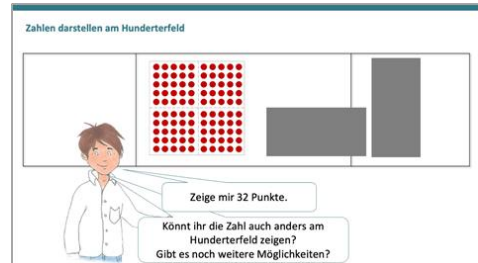 Zahlen darstellen am Hunderterfeld
Zeige mir 32 Punkte.
Könnt ihr die Zahl auch anders am
Hunderterfeld zeigen?
Gibt es noch weitere Möglichkeiten?